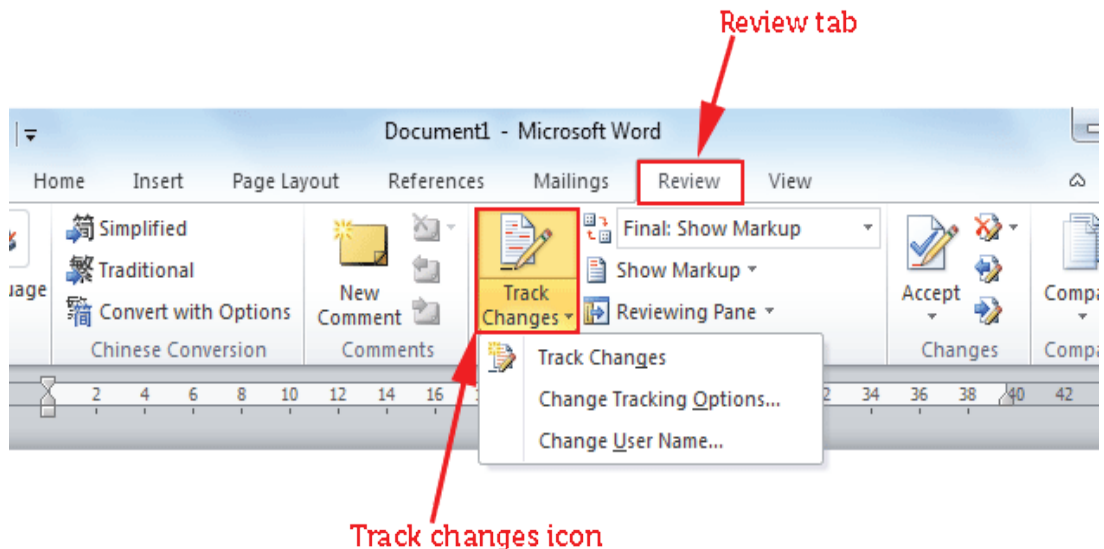 Review tab
Document1 - Microsoft Word
Home Insert Page Layout References Mailings Review View
简 Simplified
繁 Traditional
简 Convert with Options
Chinese Conversion
New
Comment
Comments
Track
Changes
Final: Show Markup
Show Markup
Reviewing Pane
Accept
Changes
Track Changes
Change Tracking Options...
Change User Name...
2 4 6 8 10 12 14 16 34 36 38 40 42
Track changes icon